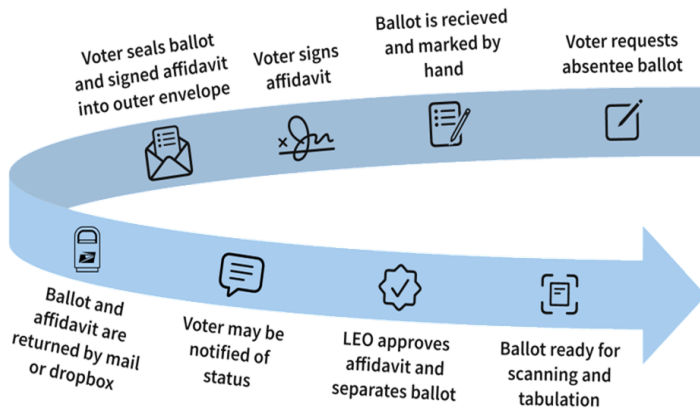 Voter requests
absentee ballot
Ballot is recieved
and marked by
hand
Voter signs
affidavit
Voter seals ballot
and signed affidavit
into outer envelope
Ballot and
affidavit are
returned by mail
or dropbox
Voter may be
notified of
status
LEO approves
affidavit and
separates ballot
Ballot ready for
scanning and
tabulation